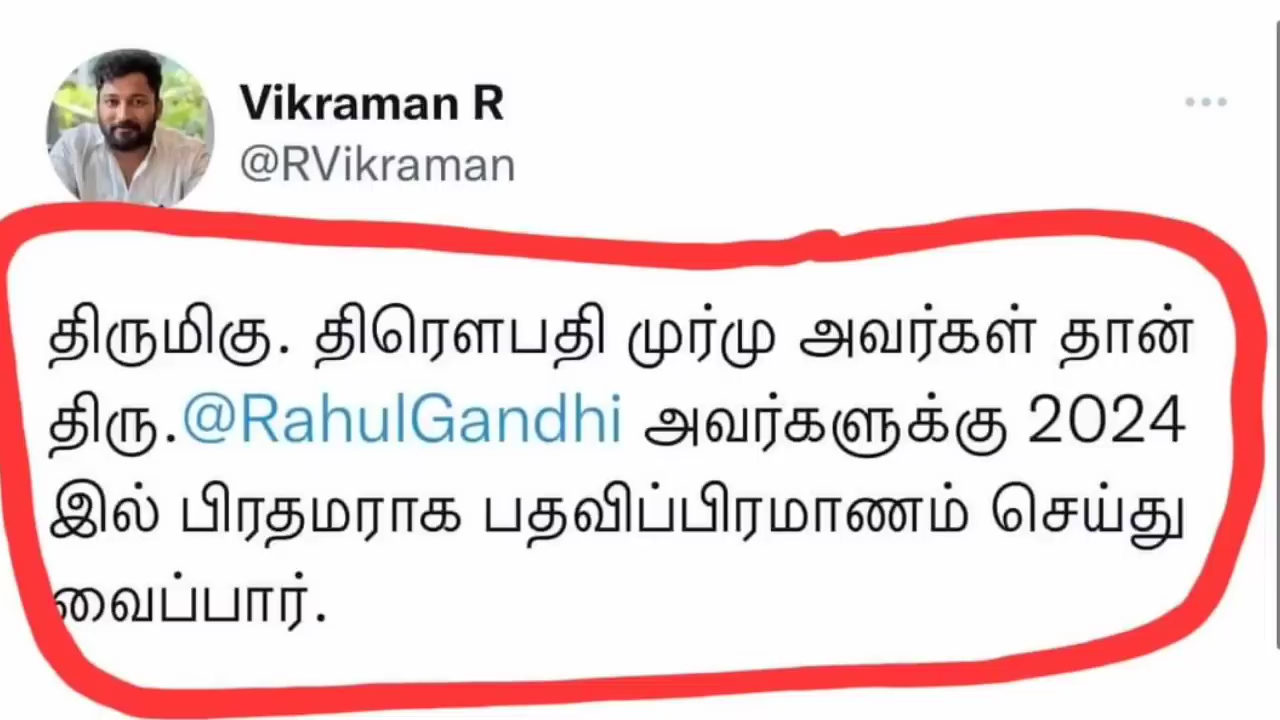 Vikraman R
@RVikraman
திருமிகு. திரௌபதி முர்மு அவர்கள் தான்
திரு.@RahulGandhi அவர்களுக்கு 2024
இல் பிரதமராக பதவிப்பிரமாணம் செய்து
வைப்பார்.